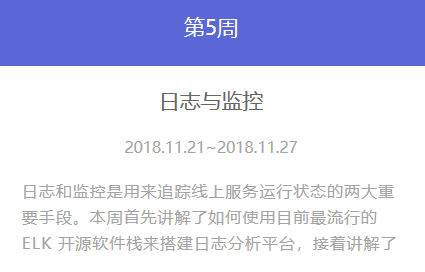 第5周
日志与监控
2018.11.21~2018.11.27
日志和监控是用来追踪线上服务运行状态的两大重
要手段。本周首先讲解了如何使用目前最流行的
ELK 开源软件栈来搭建日志分析平台，接着讲解了